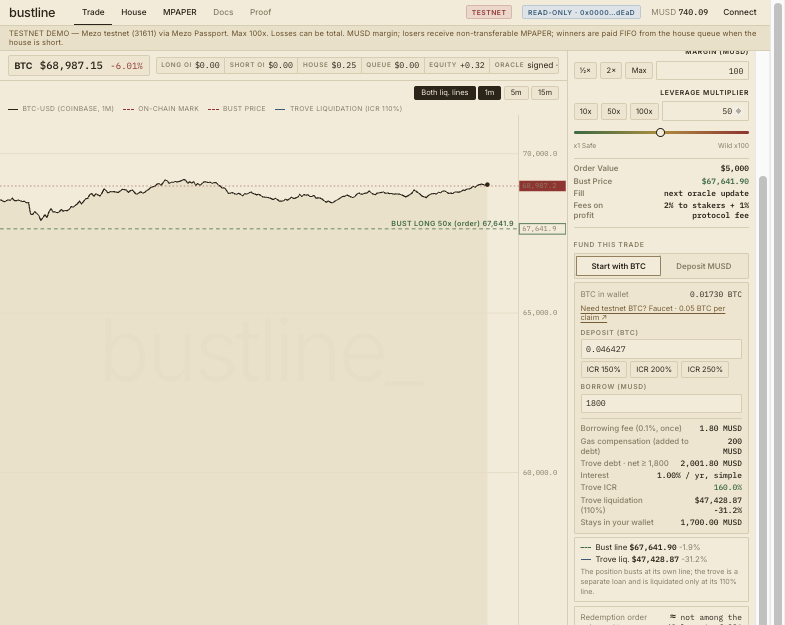 bustline Trade House MPAPER Docs Proof TESTNET READ-ONLY · 0x0000…dEaD MUSD 740.09 Connect
TESTNET DEMO — Mezo testnet (31611) via Mezo Passport. Max 100x. Losses can be total. MUSD margin; losers receive non-transferable MPAPER; winners are paid FIFO from the house queue when the
house is short.
BTC $68,987.15 -6.01% LONG OI $0.00 SHORT OI $0.00 HOUSE $0.25 QUEUE $0.00 EQUITY +0.32 ORACLE signed
Both liq. lines 1m 5m 15m
BTC-USD (COINBASE, 1M) ON-CHAIN MARK BUST PRICE TROVE LIQUIDATION (ICR 110%)
70,000.0
68,987.2
BUST LONG 50x (order) 67,641.9
67,641.9
65,000.0
bustline_
60,000.0
MARGIN (MUSD)
½× 2× Max 100
LEVERAGE MULTIPLIER
10x 50x 100x 50
x1 Safe Wild x100
Order Value $5,000
Bust Price $67,641.90
Fill next oracle update
Fees on 2% to stakers + 1%
profit protocol fee
FUND THIS TRADE
Start with BTC Deposit MUSD
BTC in wallet 0.01730 BTC
Need testnet BTC? Faucet · 0.05 BTC per
claim ↗
DEPOSIT (BTC)
0.046427
ICR 150% ICR 200% ICR 250%
BORROW (MUSD)
1800
Borrowing fee (0.1%, once) 1.80 MUSD
Gas compensation (added to 200
debt) MUSD
Trove debt · net ≥ 1,800 2,001.80 MUSD
Interest 1.00% / yr, simple
Trove ICR 160.0%
Trove liquidation $47,428.87
(110%) -31.2%
Stays in your wallet 1,700.00 MUSD
Bust line $67,641.90 -1.9%
Trove liq. $47,428.87 -31.2%
The position busts at its own line; the trove is a
separate loan and is liquidated only at its 110%
line.
Redemption order ≈ not among the